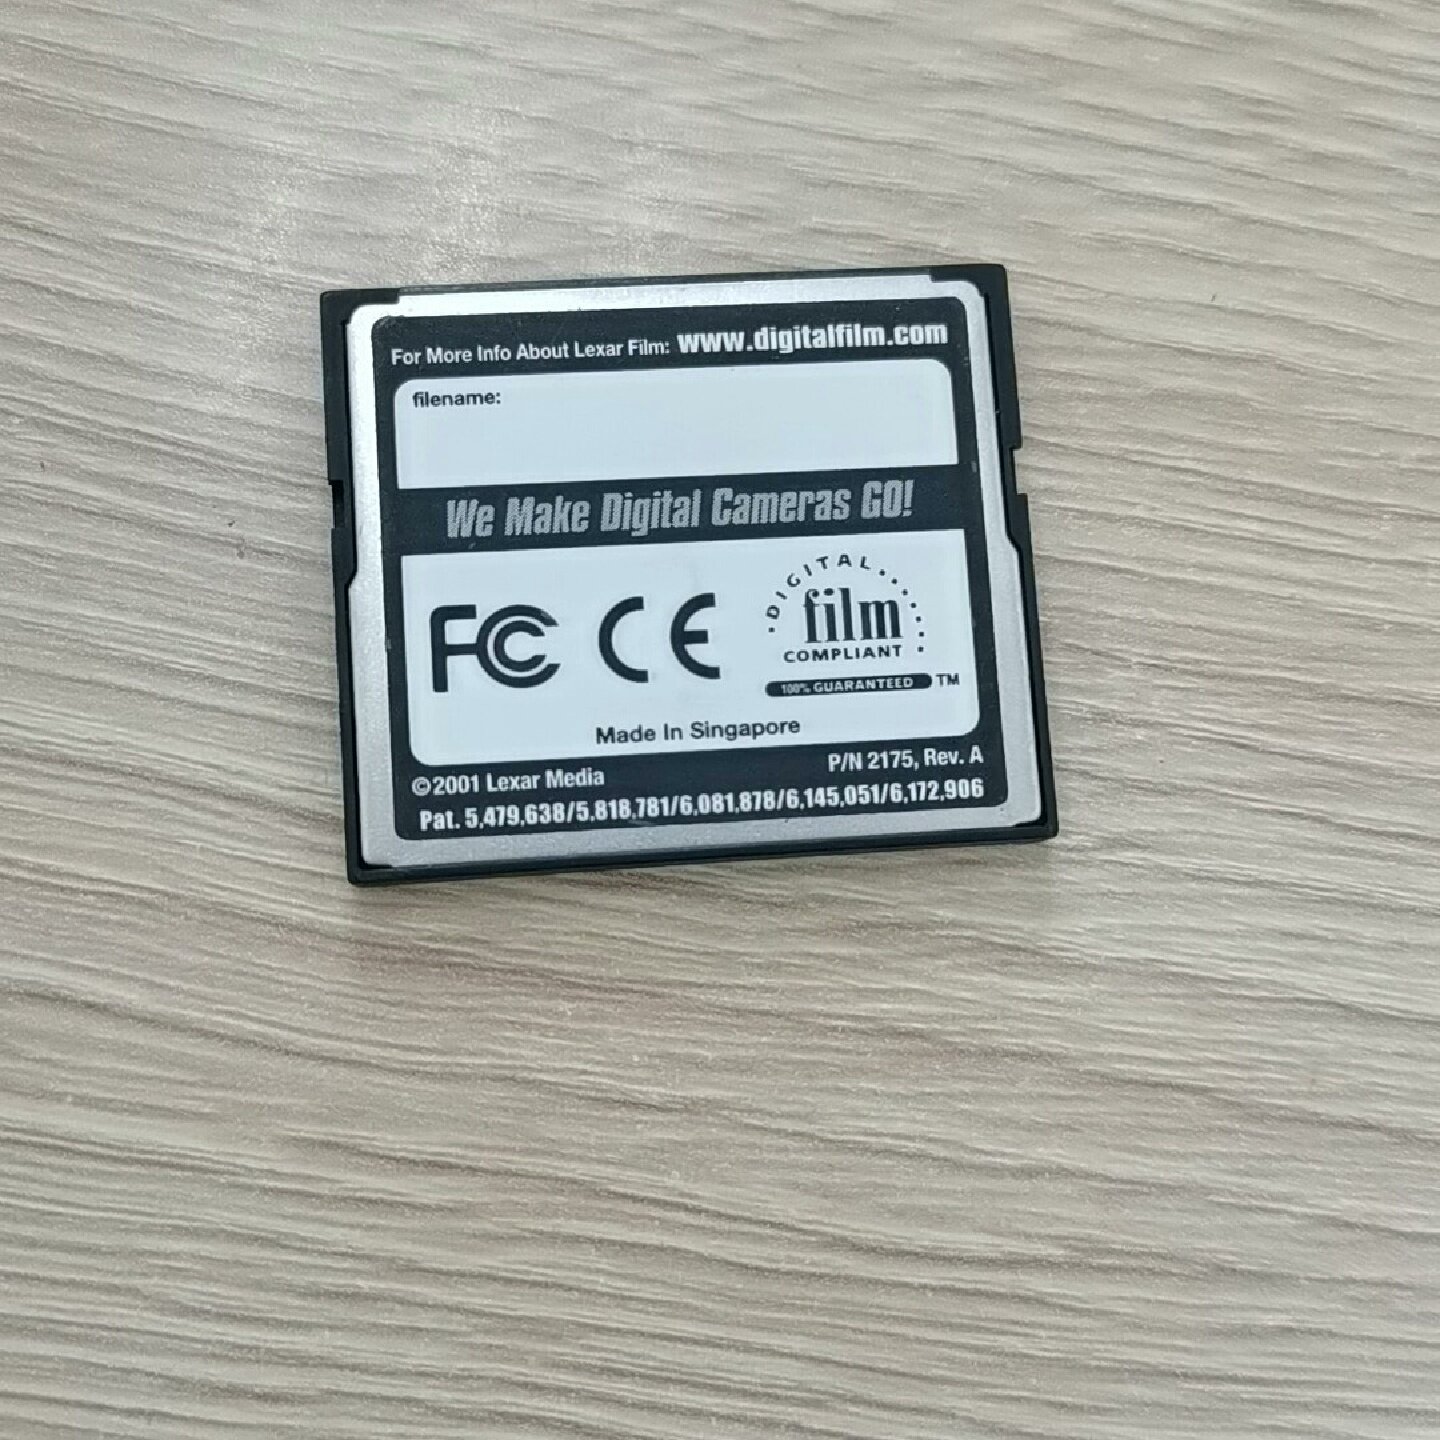 For More Info About Lexar Film: www.digitalfilm.com
filename:
We Make Digital Cameras GO!
FC CE
DIGITAL
film
COMPLIANT
100% GUARANTEED TM
Made In Singapore
©2001 Lexar Media P/N 2175, Rev. A
Pat. 5,479,638/5,818,781/6,081,878/6,145,051/6,172,906